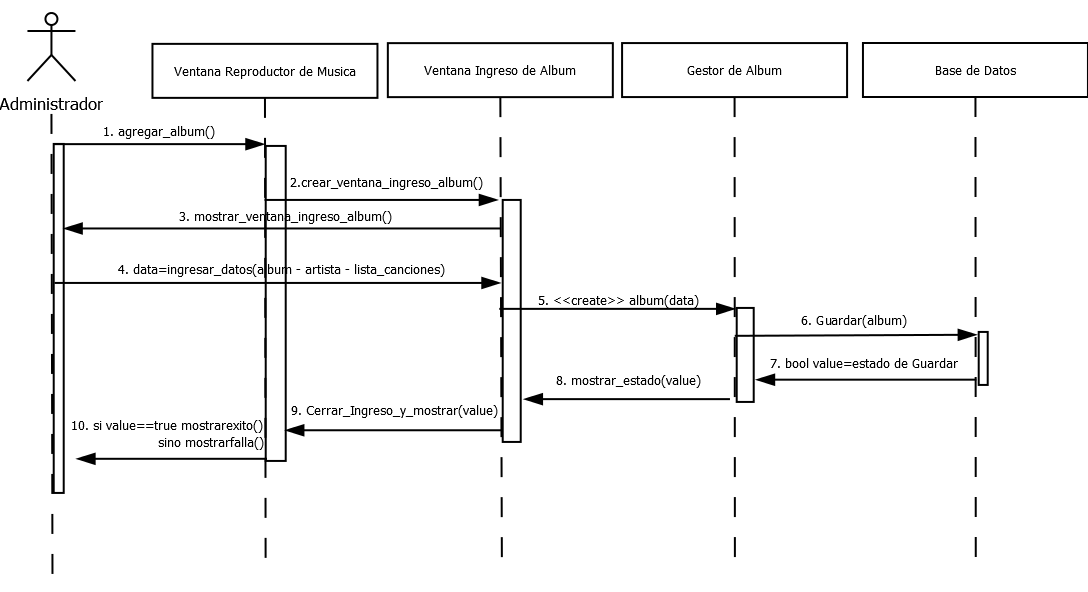 Administrador
Ventana Reproductor de Musica
Ventana Ingreso de Album
Gestor de Album
Base de Datos
1. agregar_album()
2.crear_ventana_ingreso_album()
3. mostrar_ventana_ingreso_album()
4. data=ingresar_datos(album - artista - lista_canciones)
5. <<create>> album(data)
6. Guardar(album)
7. bool value=estado de Guardar
8. mostrar_estado(value)
9. Cerrar_Ingreso_y_mostrar(value)
10. si value==true mostrarexito()
sino mostrarfalla()